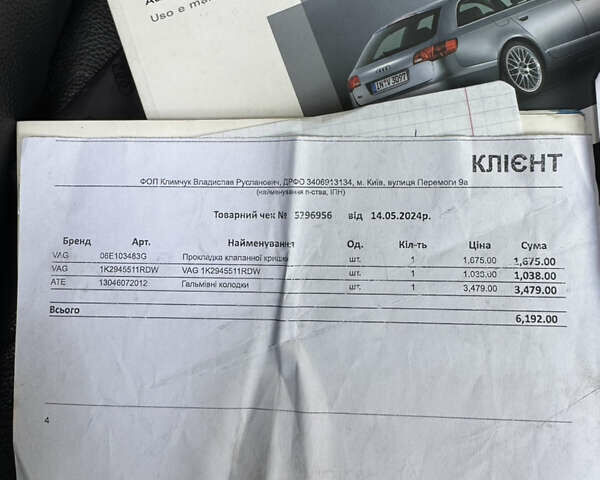 Uso e
IN·V 3097
КЛІЄНТ
ФОП Климчук Владислав Русланович, ДРФО 3406913134, м. Київ, вулиця Перемоги 9а
(найменування п-ства, ІПН)
Товарний чек № 5796956 від 14.05.2024р.
Бренд Арт. Найменування Од. Кіл-ть Ціна Сума
VAG 06E103483G Прокладка клапанної кришки шт. 1 1,675.00 1,675.00
VAG 1K2945511RDW VAG 1K2945511RDW шт. 1 1,038.00 1,038.00
ATE 13046072012 Гальмівні колодки шт. 1 3,479.00 3,479.00
Всього 6,192.00
4